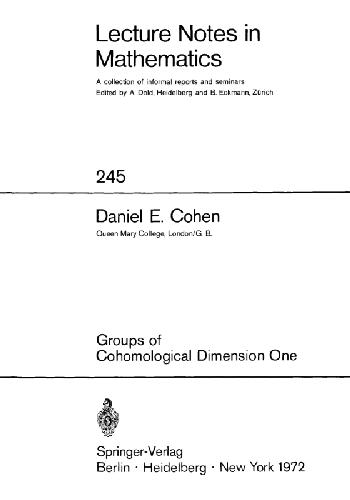 Lecture Notes in
Mathematics
A collection of informal reports and seminars
Edited by A. Dold, Heidelberg and B. Eckmann, Zürich
245
Daniel E. Cohen
Queen Mary College, London/G. B.
Groups of
Cohomological Dimension One
Springer-Verlag
Berlin · Heidelberg · New York 1972